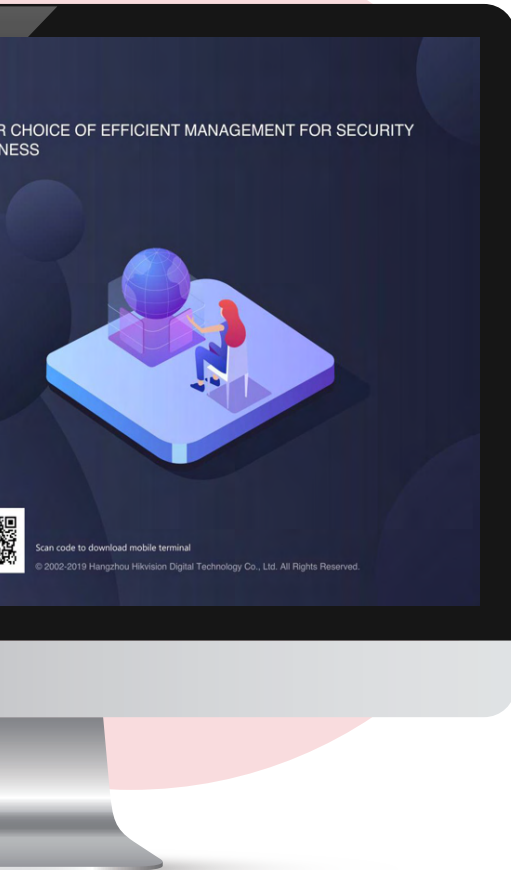 R CHOICE OF EFFICIENT MANAGEMENT FOR SECURITY
NESS
Scan code to download mobile terminal
© 2002-2019 Hangzhou Hikvision Digital Technology Co., Ltd. All Rights Reserved.